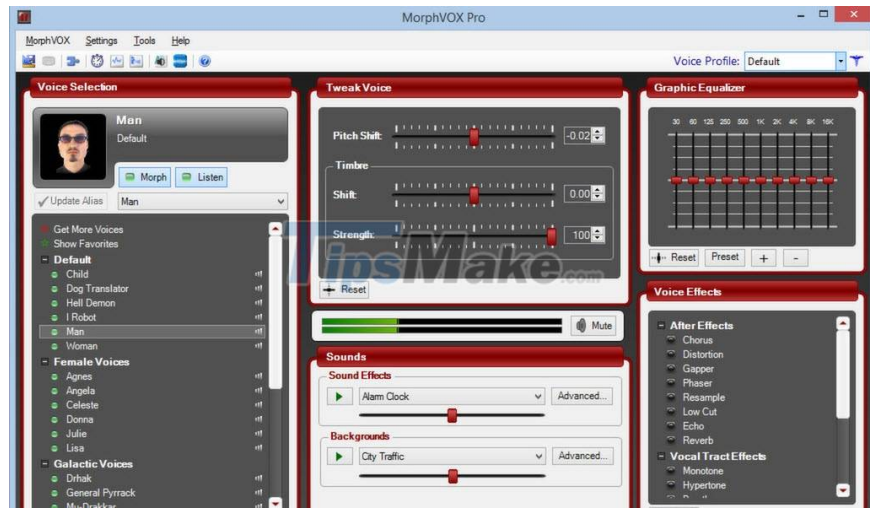 MorphVOX Pro
MorphVOX Settings Tools Help
Voice Profile: Default
Voice Selection
Man
Default
Morph Listen
Update Alias Man
Get More Voices
Show Favorites
Default
Child
Dog Translator
Hell Demon
I Robot
Man
Woman
Female Voices
Agnes
Angela
Celeste
Donna
Julie
Lisa
Galactic Voices
Drhak
General Pyrrack
Mu-Drakkar
Tweak Voice
Pitch Shift: -0.02
Timbre
Shift: 0.00
Strength: 100
Reset
TipsMake.com
Mute
Sounds
Sound Effects
Alarm Clock Advanced...
Backgrounds
City Traffic Advanced...
Graphic Equalizer
30 60 125 250 500 1K 2K 4K 8K 16K
Reset Preset + -
Voice Effects
After Effects
Chorus
Distortion
Gapper
Phaser
Resample
Low Cut
Echo
Reverb
Vocal Tract Effects
Monotone
Hypertone